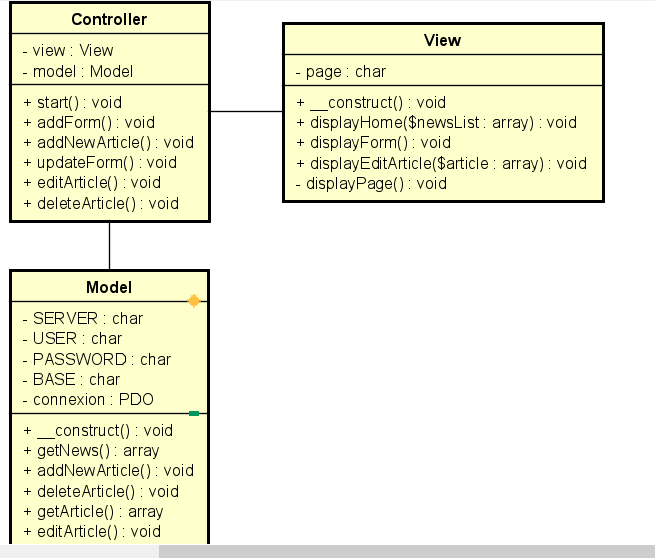 Controller
- view : View
- model : Model
+ start() : void
+ addForm() : void
+ addNewArticle() : void
+ updateForm() : void
+ editArticle() : void
+ deleteArticle() : void
View
- page : char
+ __construct() : void
+ displayHome($newsList : array) : void
+ displayForm() : void
+ displayEditArticle($article : array) : void
- displayPage() : void
Model
- SERVER : char
- USER : char
- PASSWORD : char
- BASE : char
- connexion : PDO
+ __construct() : void
+ getNews() : array
+ addNewArticle() : void
+ deleteArticle() : void
+ getArticle() : array
+ editArticle() : void